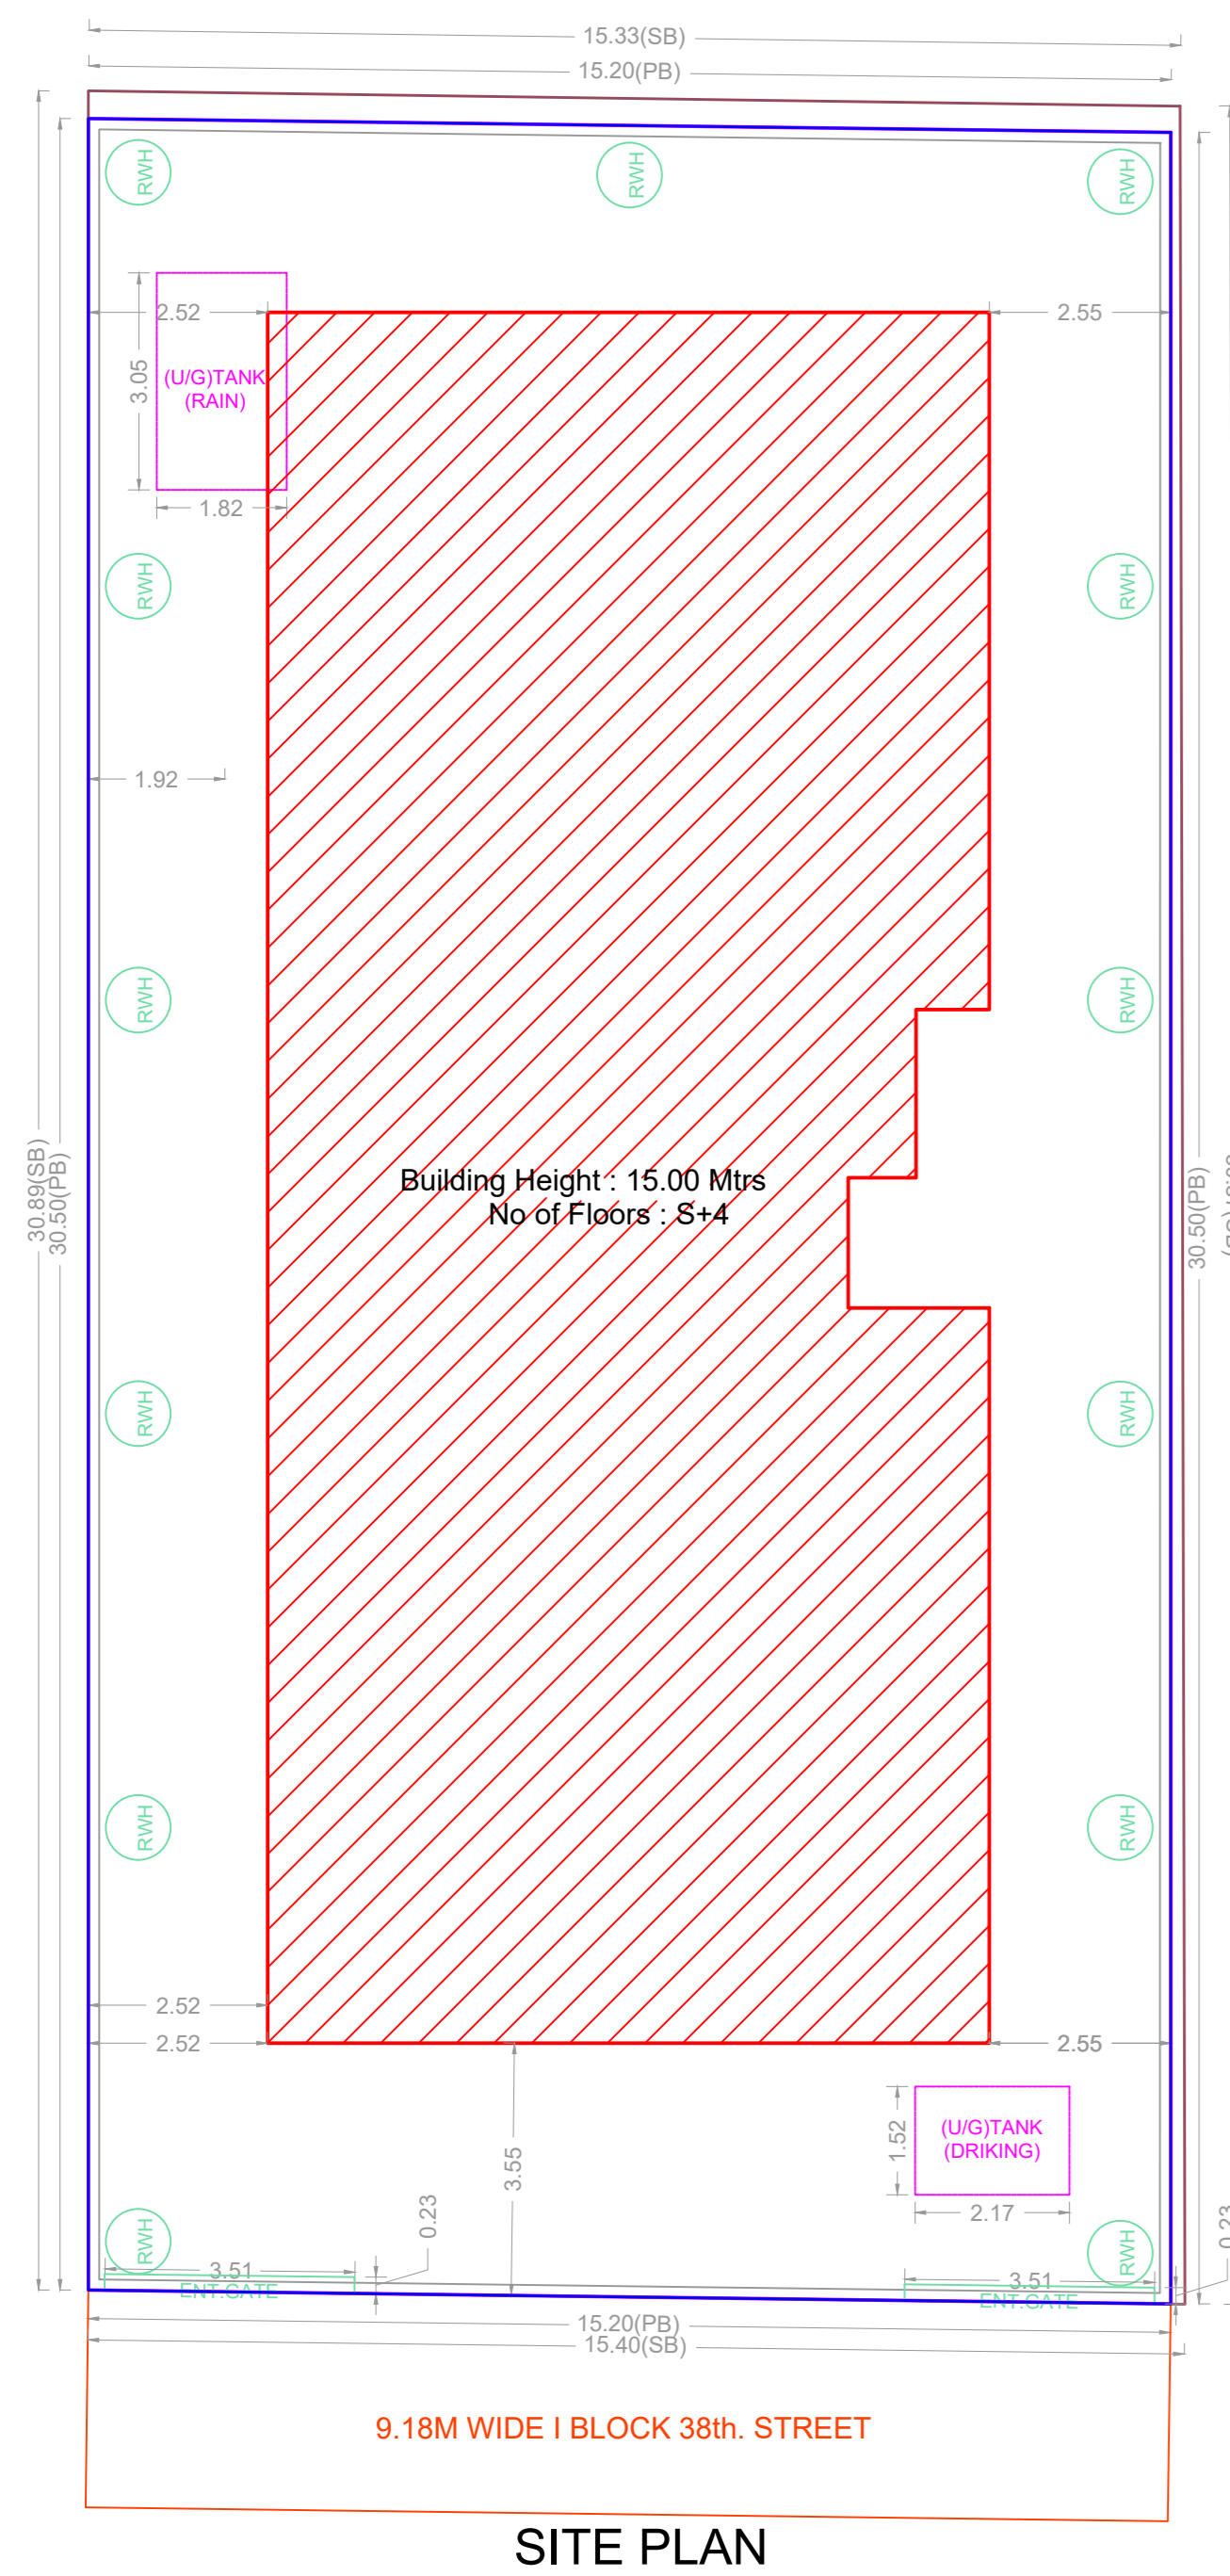 15.33(SB)
15.20(PB)
RWH
RWH
RWH
2.52
2.55
3.05
(U/G)TANK
(RAIN)
1.82
RWH
RWH
1.92
RWH
RWH
30.89(SB)
30.50(PB)
Building Height : 15.00 Mtrs
No of Floors : S+4
30.50(PB)
RWH
RWH
RWH
RWH
2.52
2.52
2.55
3.55
1.52
(U/G)TANK
(DRIKING)
2.17
0.23
0.23
RWH
RWH
3.51
ENT.GATE
3.51
ENT.GATE
15.20(PB)
15.40(SB)
9.18M WIDE I BLOCK 38th. STREET
SITE PLAN